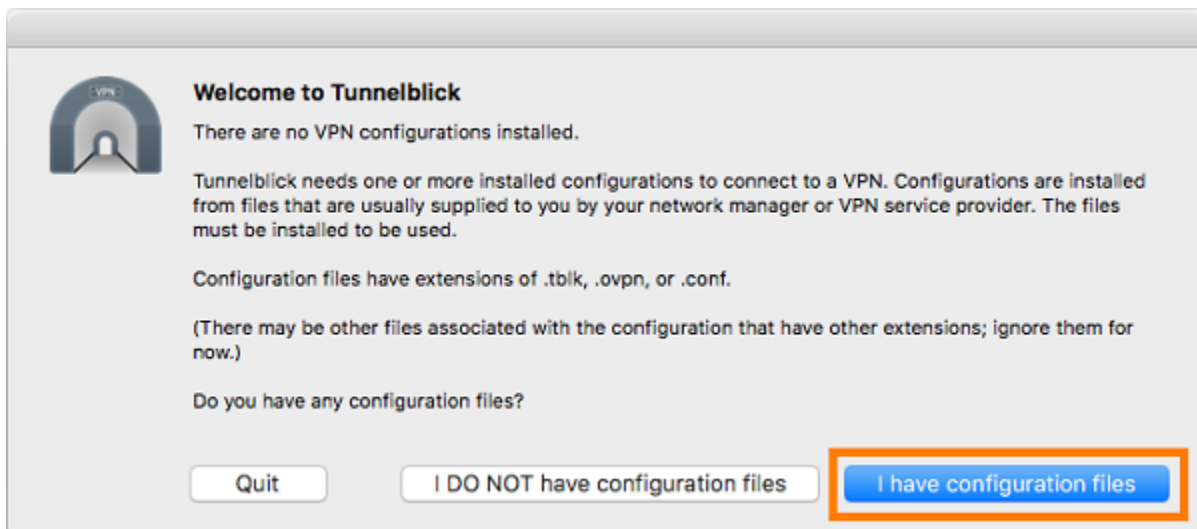 VPN
Welcome to Tunnelblick
There are no VPN configurations installed.
Tunnelblick needs one or more installed configurations to connect to a VPN. Configurations are installed
from files that are usually supplied to you by your network manager or VPN service provider. The files
must be installed to be used.
Configuration files have extensions of .tblk, .ovpn, or .conf.
(There may be other files associated with the configuration that have other extensions; ignore them for
now.)
Do you have any configuration files?
Quit
I DO NOT have configuration files
I have configuration files